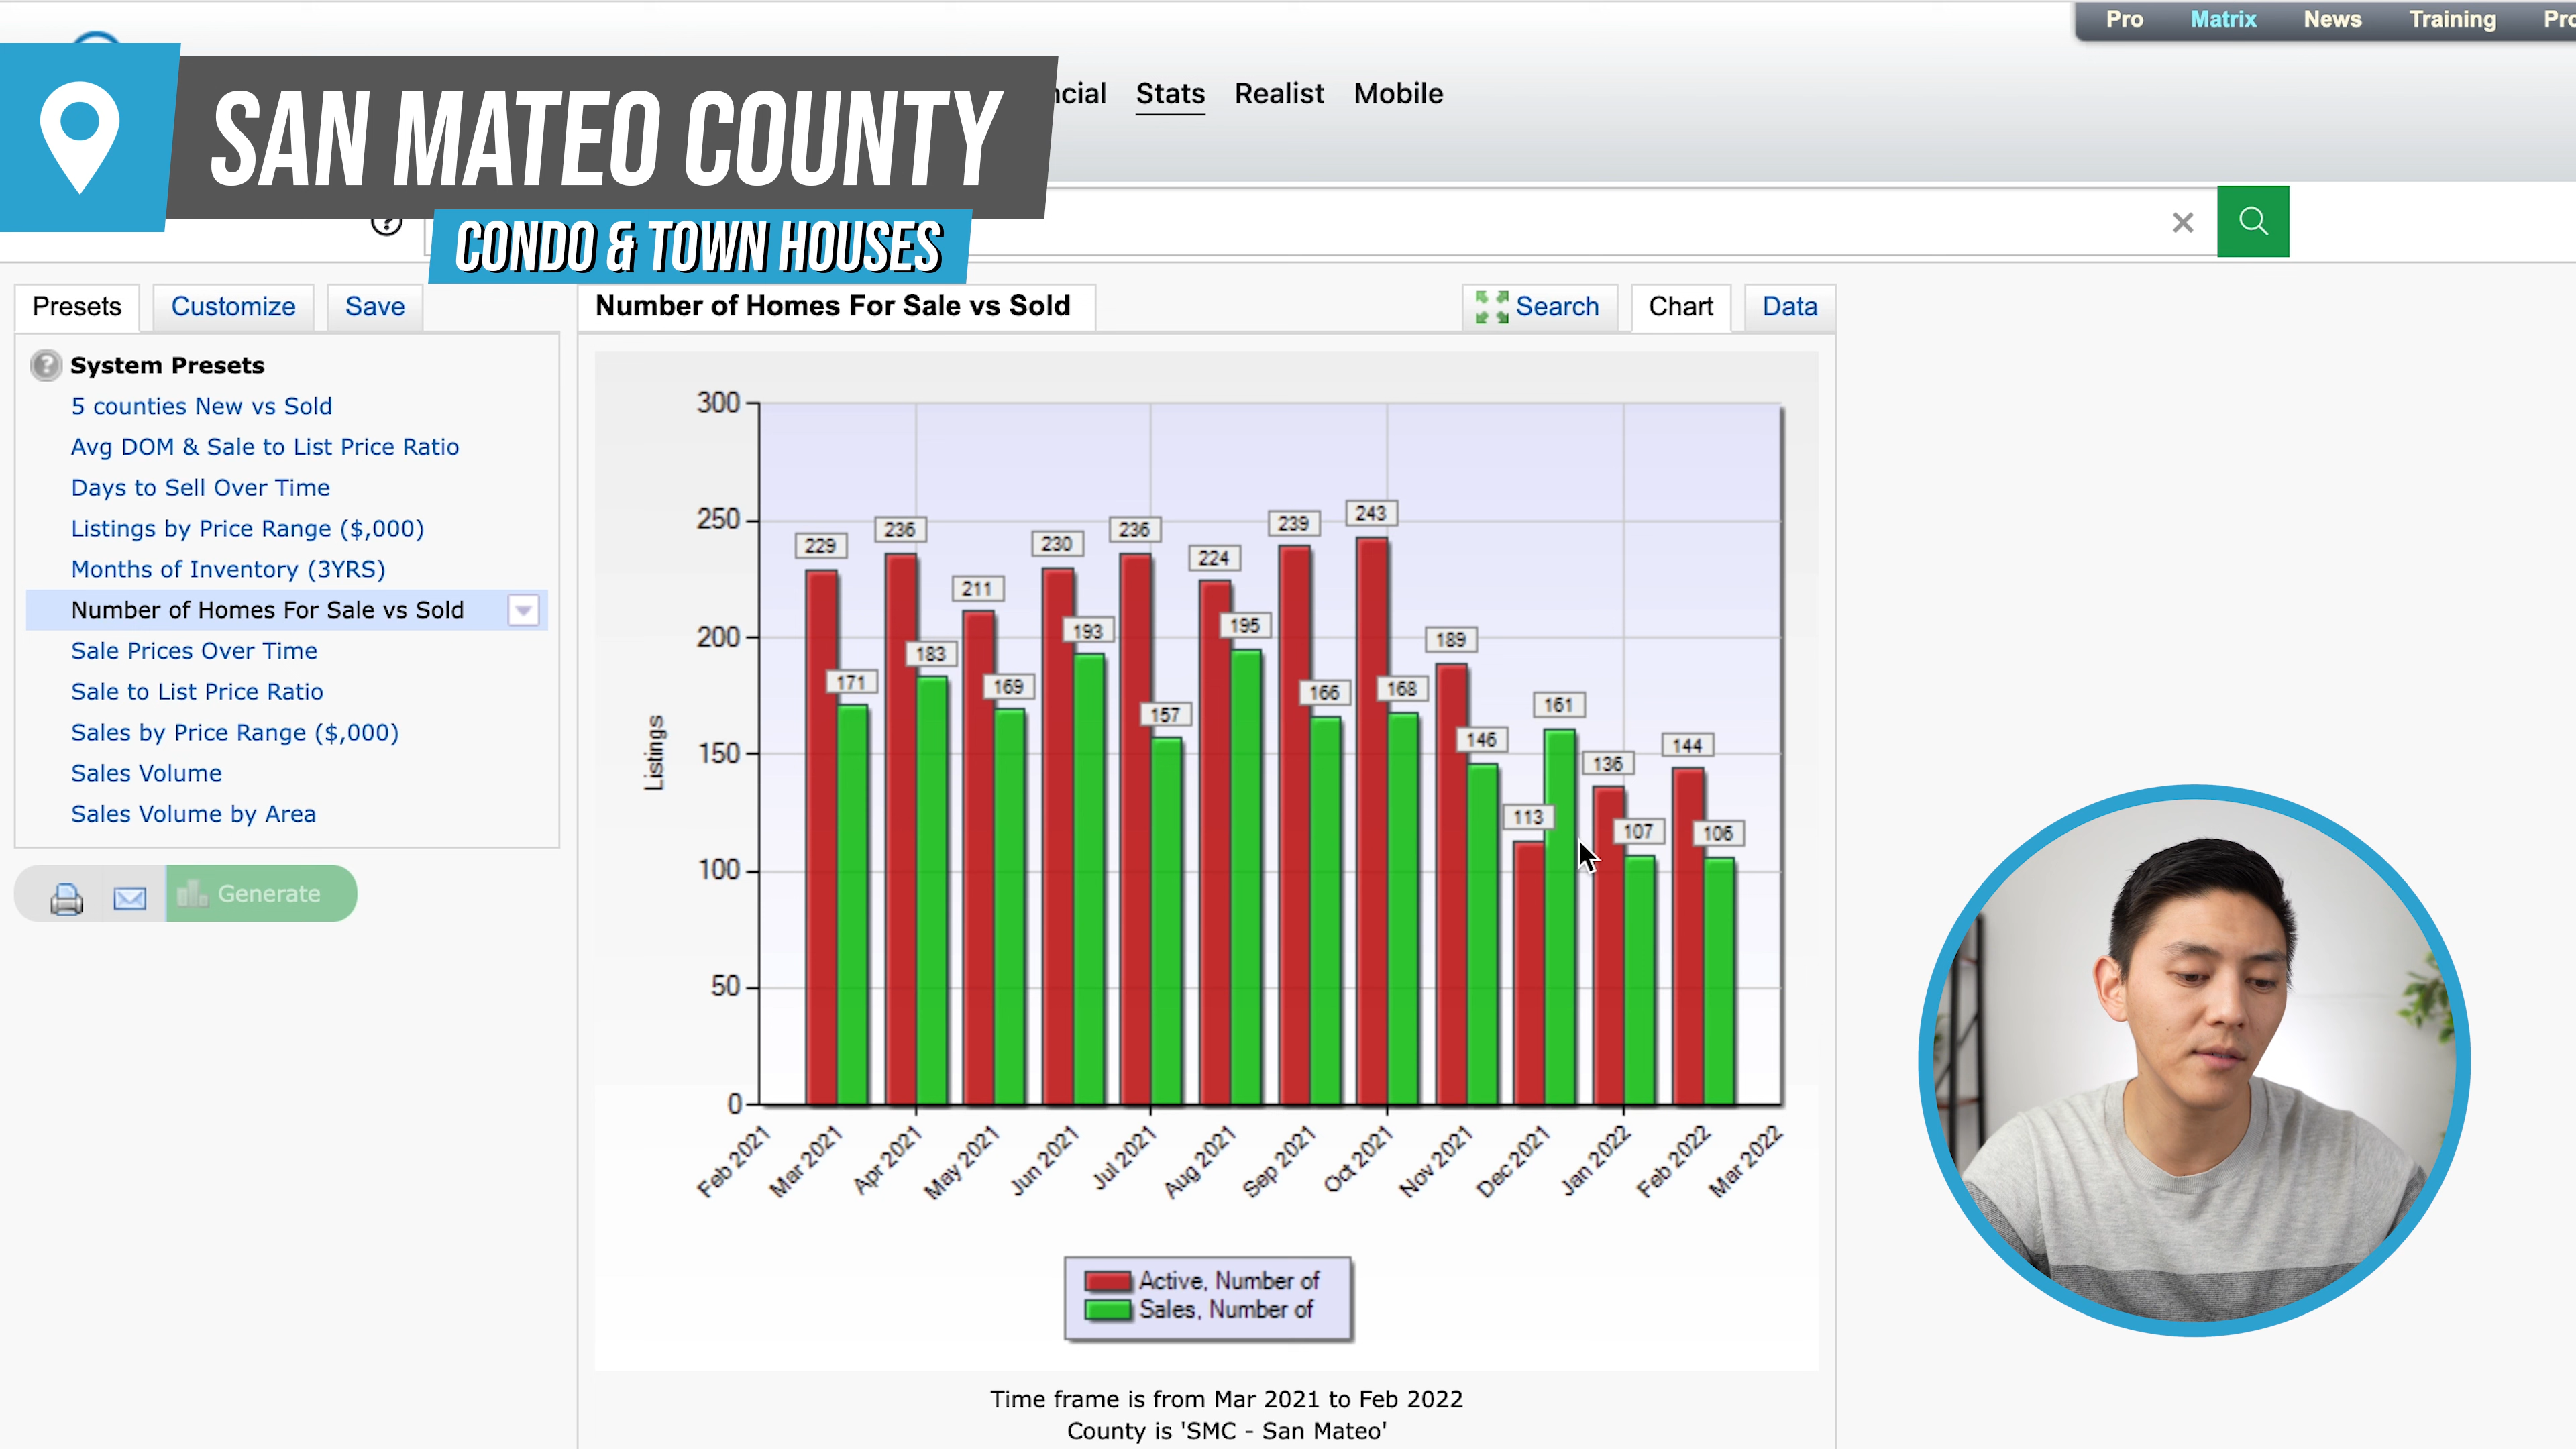 Pro Matrix News Training Pro
SAN MATEO COUNTY
ncial Stats Realist Mobile
CONDO & TOWN HOUSES
Presets Customize Save
Number of Homes For Sale vs Sold
Search Chart Data
System Presets
5 counties New vs Sold
Avg DOM & Sale to List Price Ratio
Days to Sell Over Time
Listings by Price Range ($,000)
Months of Inventory (3YRS)
Number of Homes For Sale vs Sold
Sale Prices Over Time
Sale to List Price Ratio
Sales by Price Range ($,000)
Sales Volume
Sales Volume by Area
Generate
Listings
300
250
200
150
100
50
0
229 171
236 183
211 169
230 193
236 157
224 195
239 166
243 168
189 146
113 161
136 107
144 106
Feb 2021 Mar 2021 Apr 2021 May 2021 Jun 2021 Jul 2021 Aug 2021 Sep 2021 Oct 2021 Nov 2021 Dec 2021 Jan 2022 Feb 2022 Mar 2022
Active, Number of
Sales, Number of
Time frame is from Mar 2021 to Feb 2022
County is 'SMC - San Mateo'